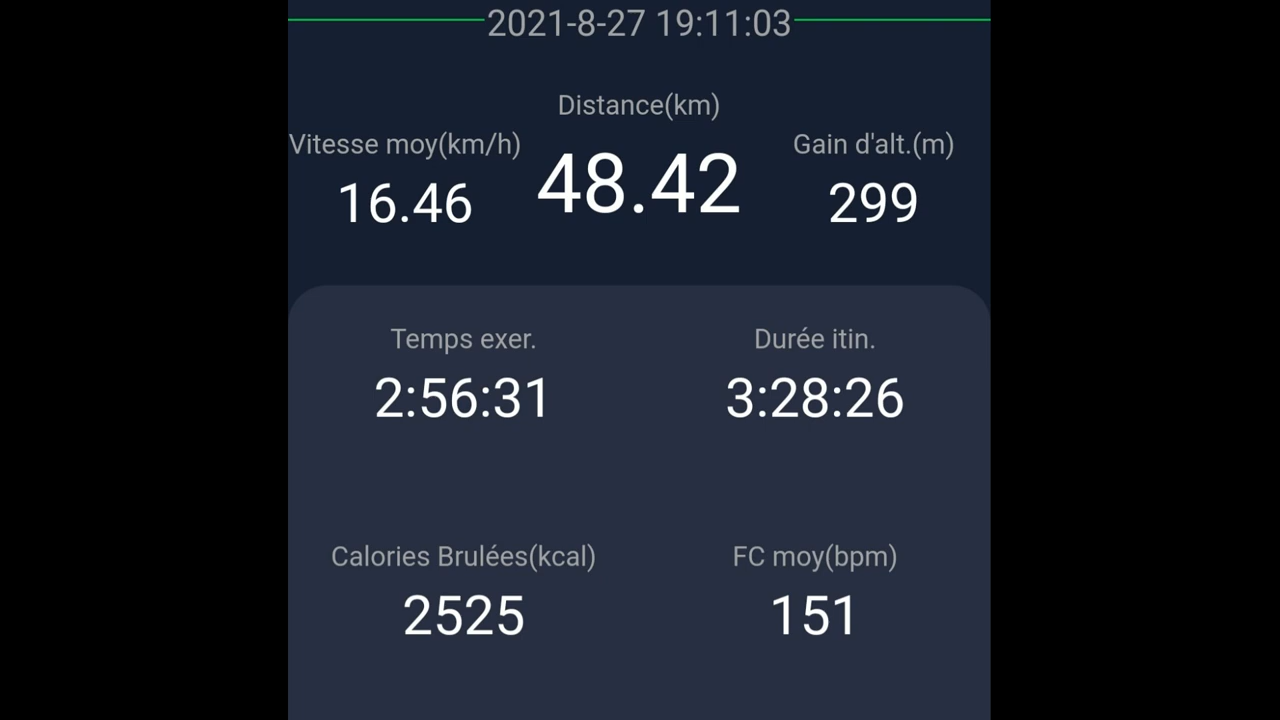 2021-8-27 19:11:03
Distance(km)
Vitesse moy(km/h)
Gain d'alt.(m)
48.42
16.46
299
Temps exer.
Durée itin.
2:56:31
3:28:26
Calories Brulées(kcal)
FC moy(bpm)
2525
151